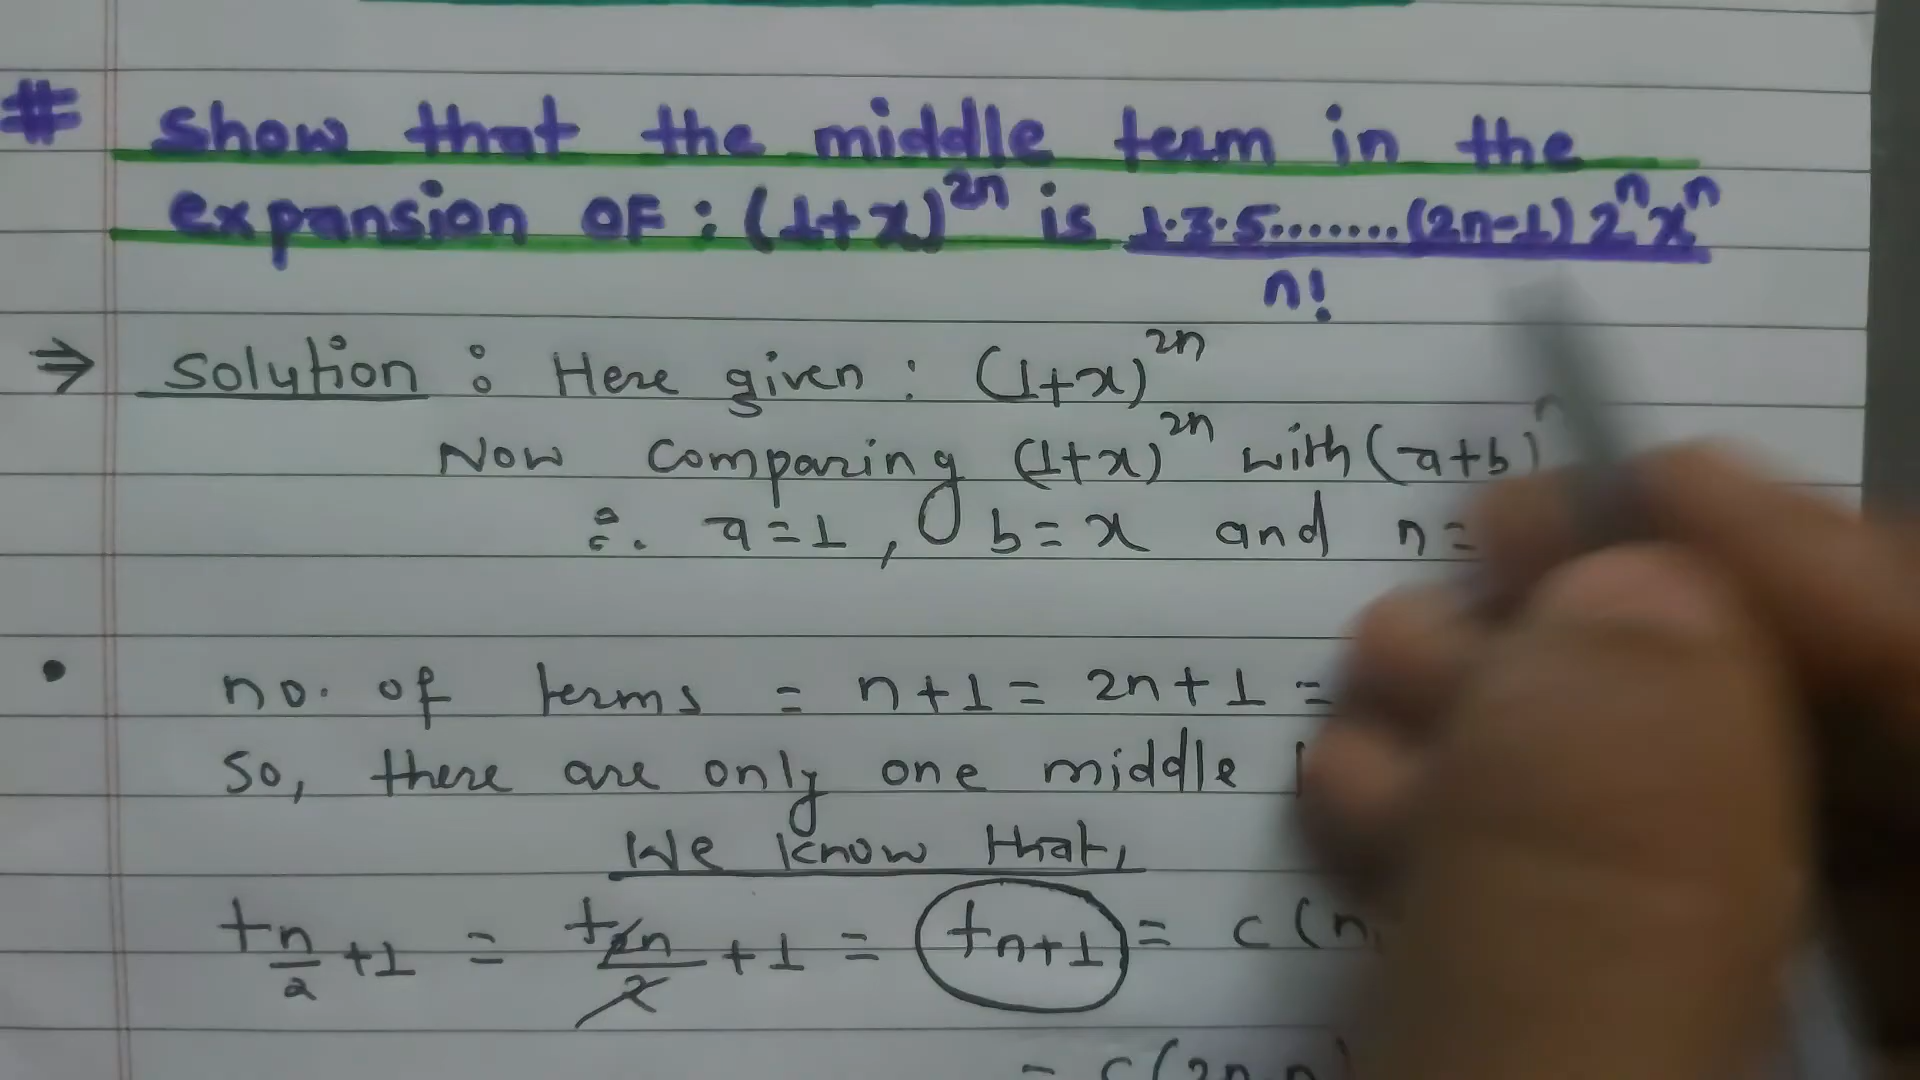 # Show that the middle term in the
expansion OF : (1+x)^2n is 1.3.5.......(2n-1) 2^n x^n / n!
⇒ Solution : Here given : (1+x)^2n
Now comparing (1+x)^2n with (a+b)^n
∴ a=1, b=x and n=
• no. of terms = n+1 = 2n+1 =
So, there are only one middle
We know that,
t n/2 +1 = t 2n/2 +1 = t n+1 = c(n,
= c(2n,n)